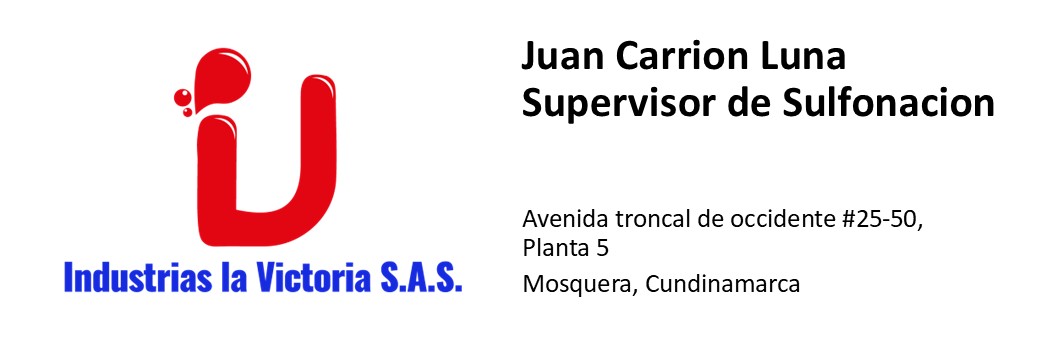 Juan Carrion Luna
Supervisor de Sulfonacion
Avenida troncal de occidente #25-50,
Planta 5
Mosquera, Cundinamarca
Industrias la Victoria S.A.S.